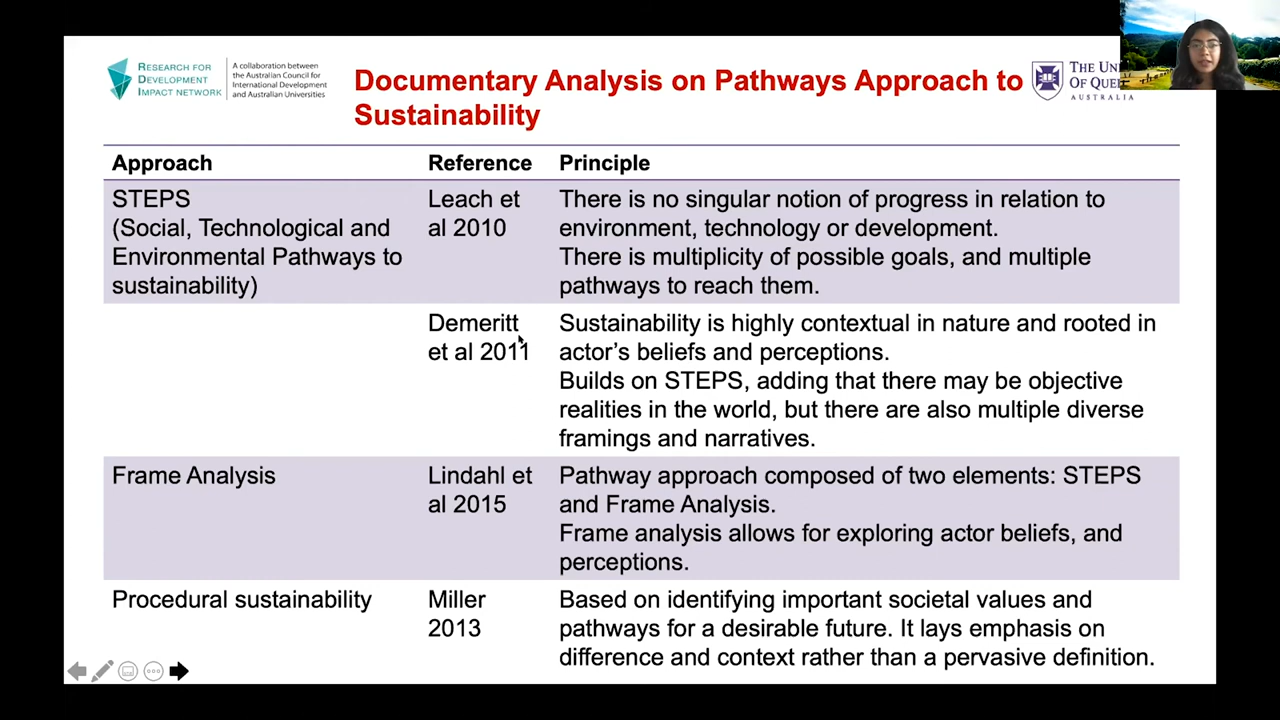 RESEARCH FOR
DEVELOPMENT
IMPACT NETWORK
A collaboration between
the Australian Council for
International Development
and Australian Universities
Documentary Analysis on Pathways Approach to
Sustainability
THE UN
OF QUE
AUSTRALIA
Approach Reference Principle
STEPS
(Social, Technological and
Environmental Pathways to
sustainability)
Leach et
al 2010
There is no singular notion of progress in relation to
environment, technology or development.
There is multiplicity of possible goals, and multiple
pathways to reach them.
Demeritt
et al 2011
Sustainability is highly contextual in nature and rooted in
actor's beliefs and perceptions.
Builds on STEPS, adding that there may be objective
realities in the world, but there are also multiple diverse
framings and narratives.
Frame Analysis
Lindahl et
al 2015
Pathway approach composed of two elements: STEPS
and Frame Analysis.
Frame analysis allows for exploring actor beliefs, and
perceptions.
Procedural sustainability
Miller
2013
Based on identifying important societal values and
pathways for a desirable future. It lays emphasis on
difference and context rather than a pervasive definition.